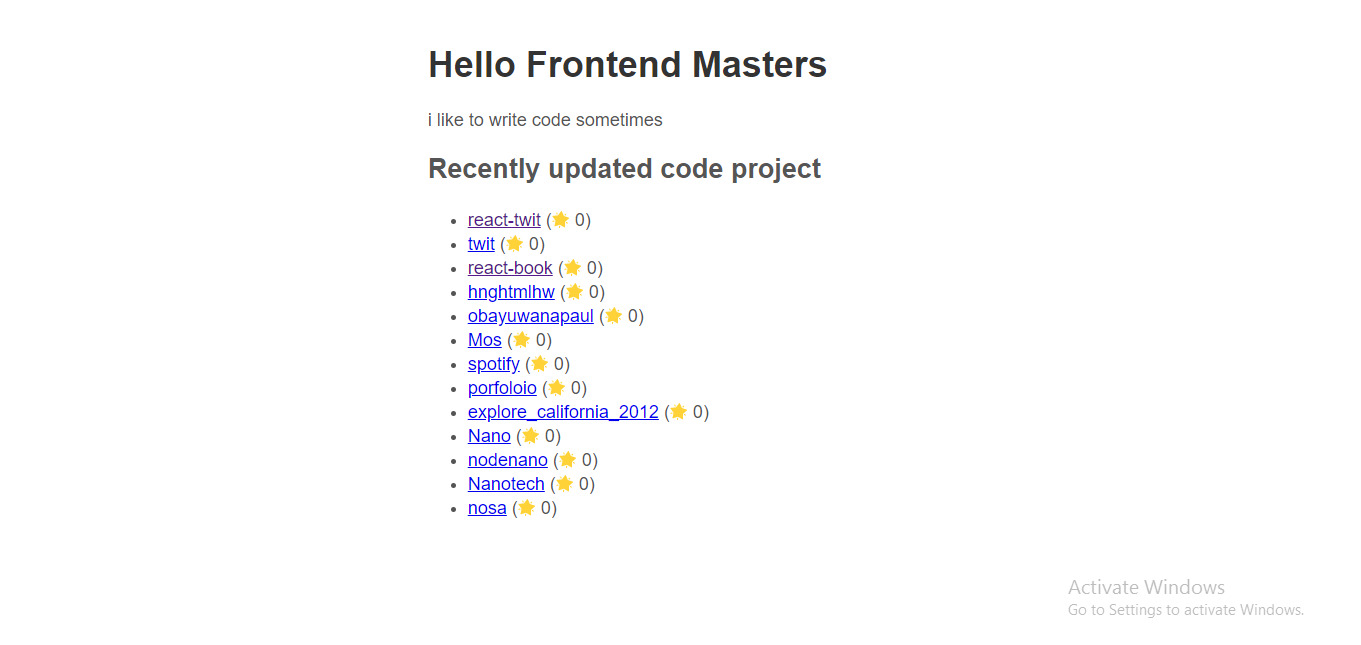 Hello Frontend Masters
i like to write code sometimes
Recently updated code project
• react-twit (⭐ 0)
• twit (⭐ 0)
• react-book (⭐ 0)
• hnghtmlhw (⭐ 0)
• obayuwanapaul (⭐ 0)
• Mos (⭐ 0)
• spotify (⭐ 0)
• porfoloio (⭐ 0)
• explore_california_2012 (⭐ 0)
• Nano (⭐ 0)
• nodenano (⭐ 0)
• Nanotech (⭐ 0)
• nosa (⭐ 0)
Activate Windows
Go to Settings to activate Windows.